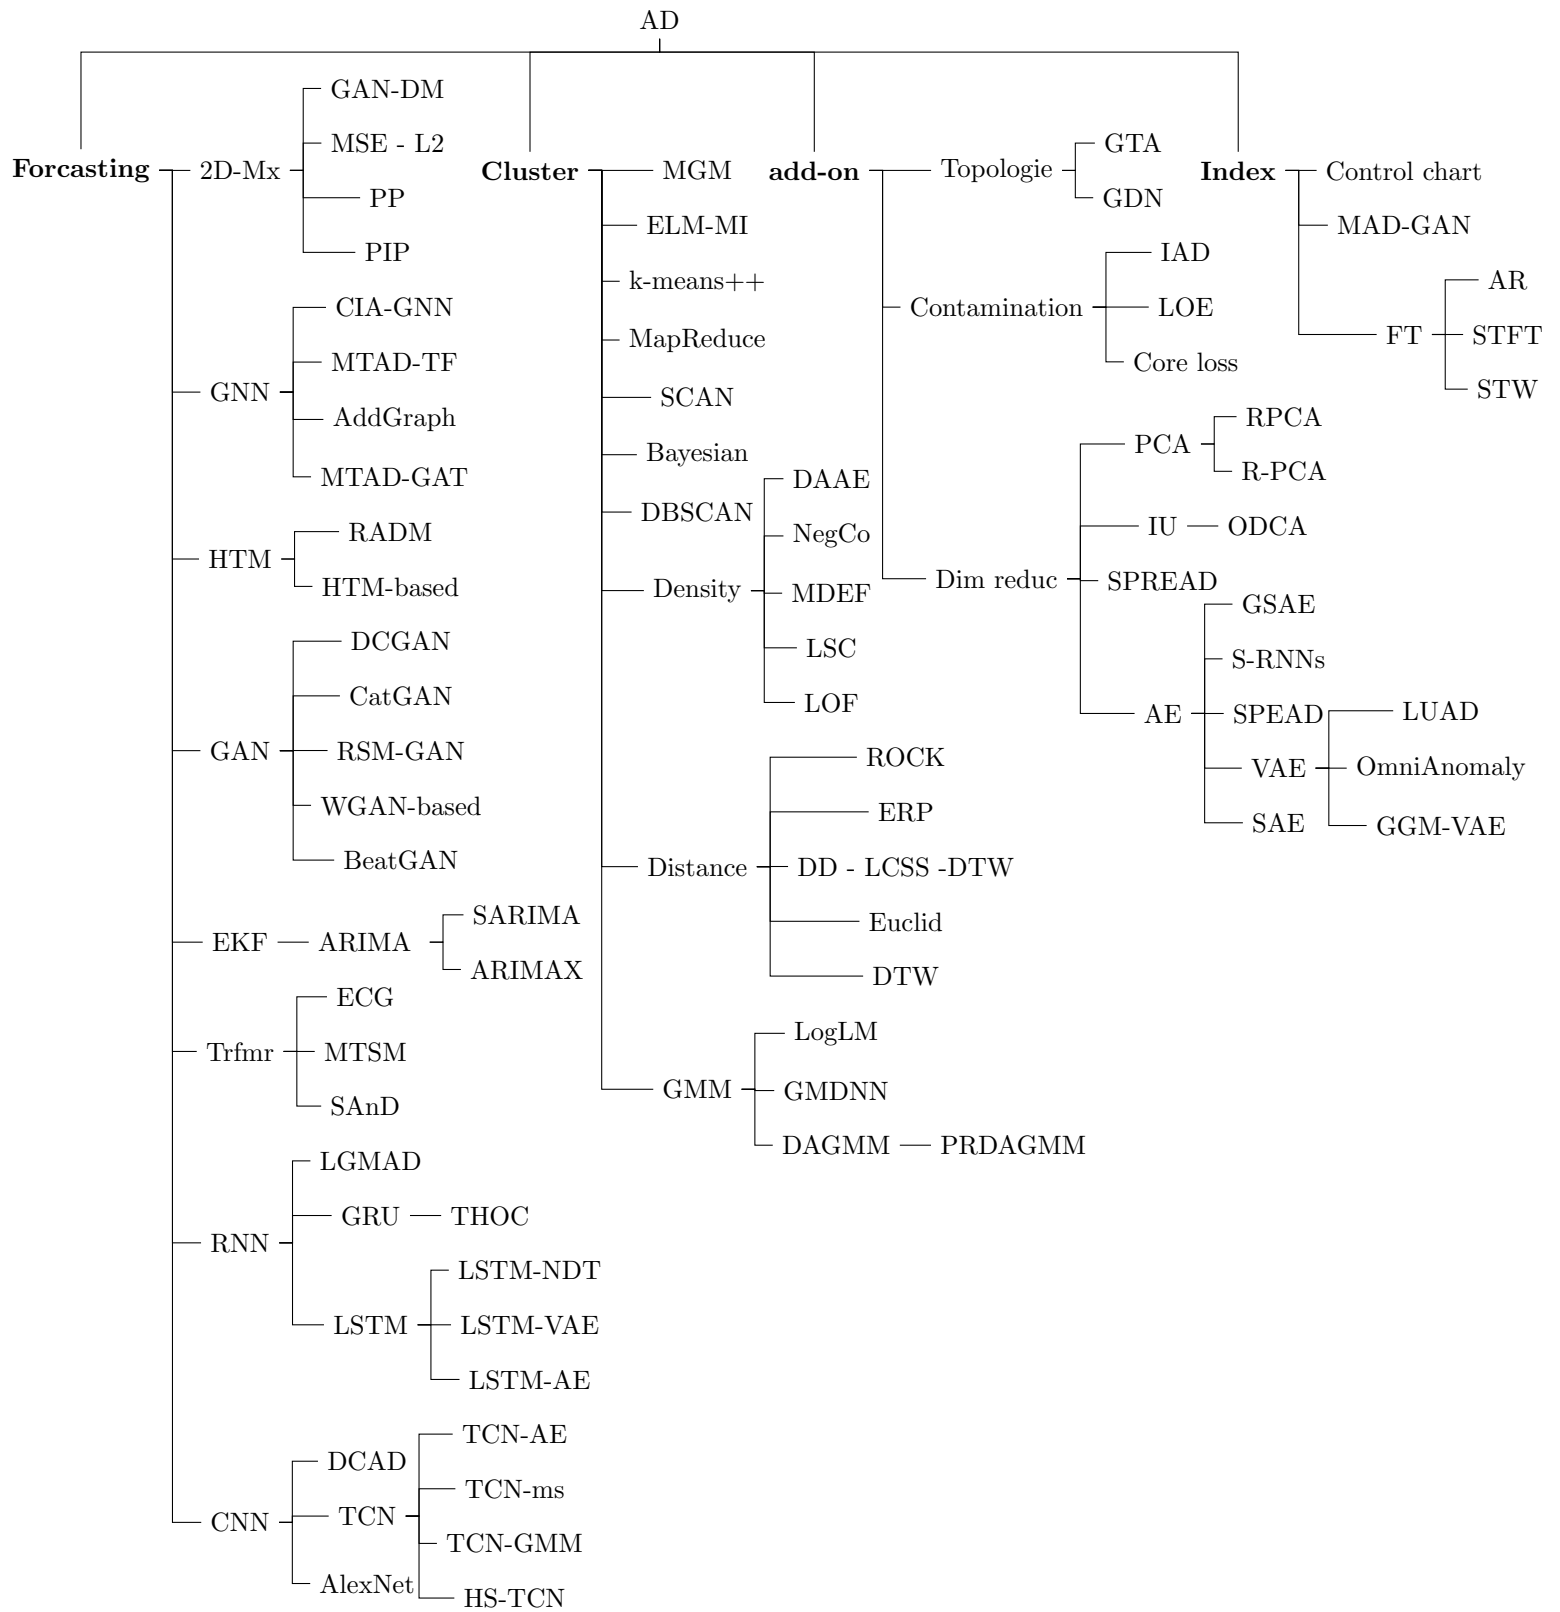 AD
Forcasting
2D-Mx
GAN-DM
MSE - L2
PP
PIP
GNN
CIA-GNN
MTAD-TF
AddGraph
MTAD-GAT
HTM
RADM
HTM-based
GAN
DCGAN
CatGAN
RSM-GAN
WGAN-based
BeatGAN
EKF
ARIMA
SARIMA
ARIMAX
Trfmr
ECG
MTSM
SAnD
RNN
LGMAD
GRU
THOC
LSTM
LSTM-NDT
LSTM-VAE
LSTM-AE
CNN
DCAD
TCN
TCN-AE
TCN-ms
TCN-GMM
HS-TCN
AlexNet
Cluster
MGM
ELM-MI
k-means++
MapReduce
SCAN
Bayesian
DBSCAN
Density
DAAE
NegCo
MDEF
LSC
LOF
Distance
ROCK
ERP
DD - LCSS -DTW
Euclid
DTW
GMM
LogLM
GMDNN
DAGMM
PRDAGMM
add-on
Topologie
GTA
GDN
Contamination
IAD
LOE
Core loss
Dim reduc
PCA
RPCA
R-PCA
IU
ODCA
SPREAD
AE
GSAE
S-RNNs
SPEAD
VAE
LUAD
OmniAnomaly
GGM-VAE
SAE
Index
Control chart
MAD-GAN
FT
AR
STFT
STW